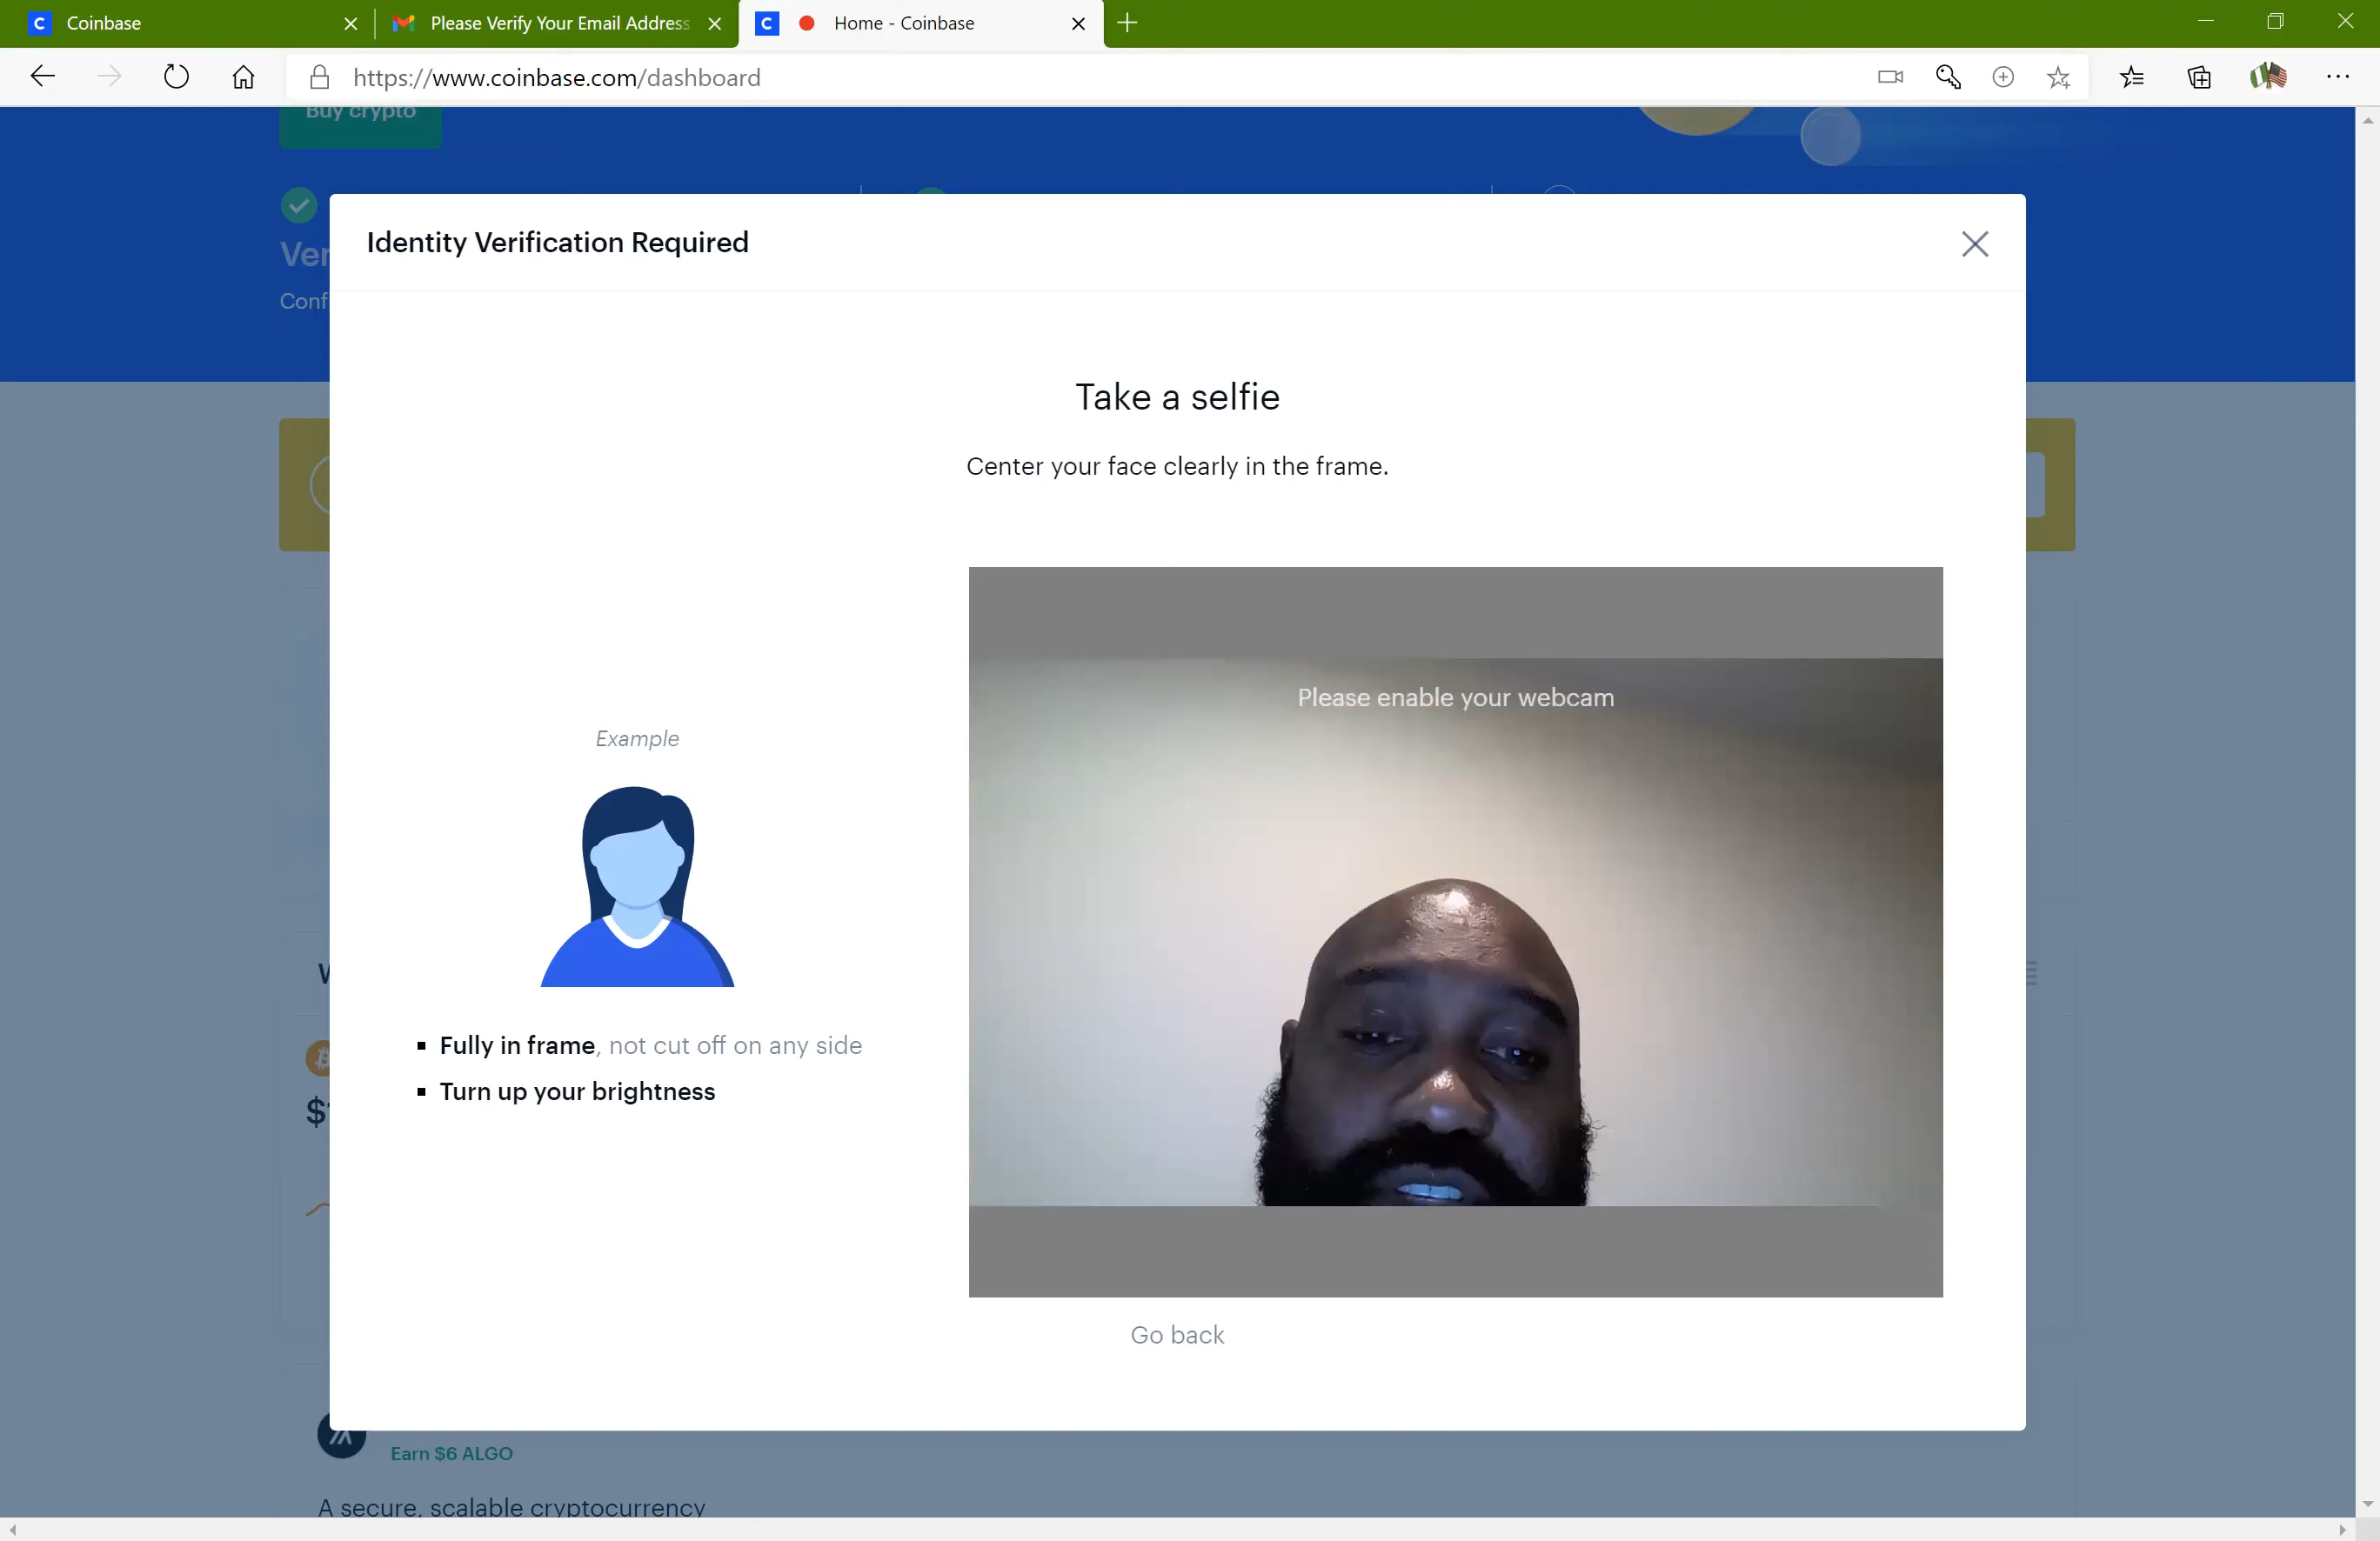 Coinbase
Please Verify Your Email Address
Home - Coinbase
https://www.coinbase.com/dashboard
Buy crypto
Identity Verification Required
Take a selfie
Center your face clearly in the frame.
Please enable your webcam
Example
Fully in frame, not cut off on any side
Turn up your brightness
Go back
Earn $6 ALGO
A secure, scalable cryptocurrency